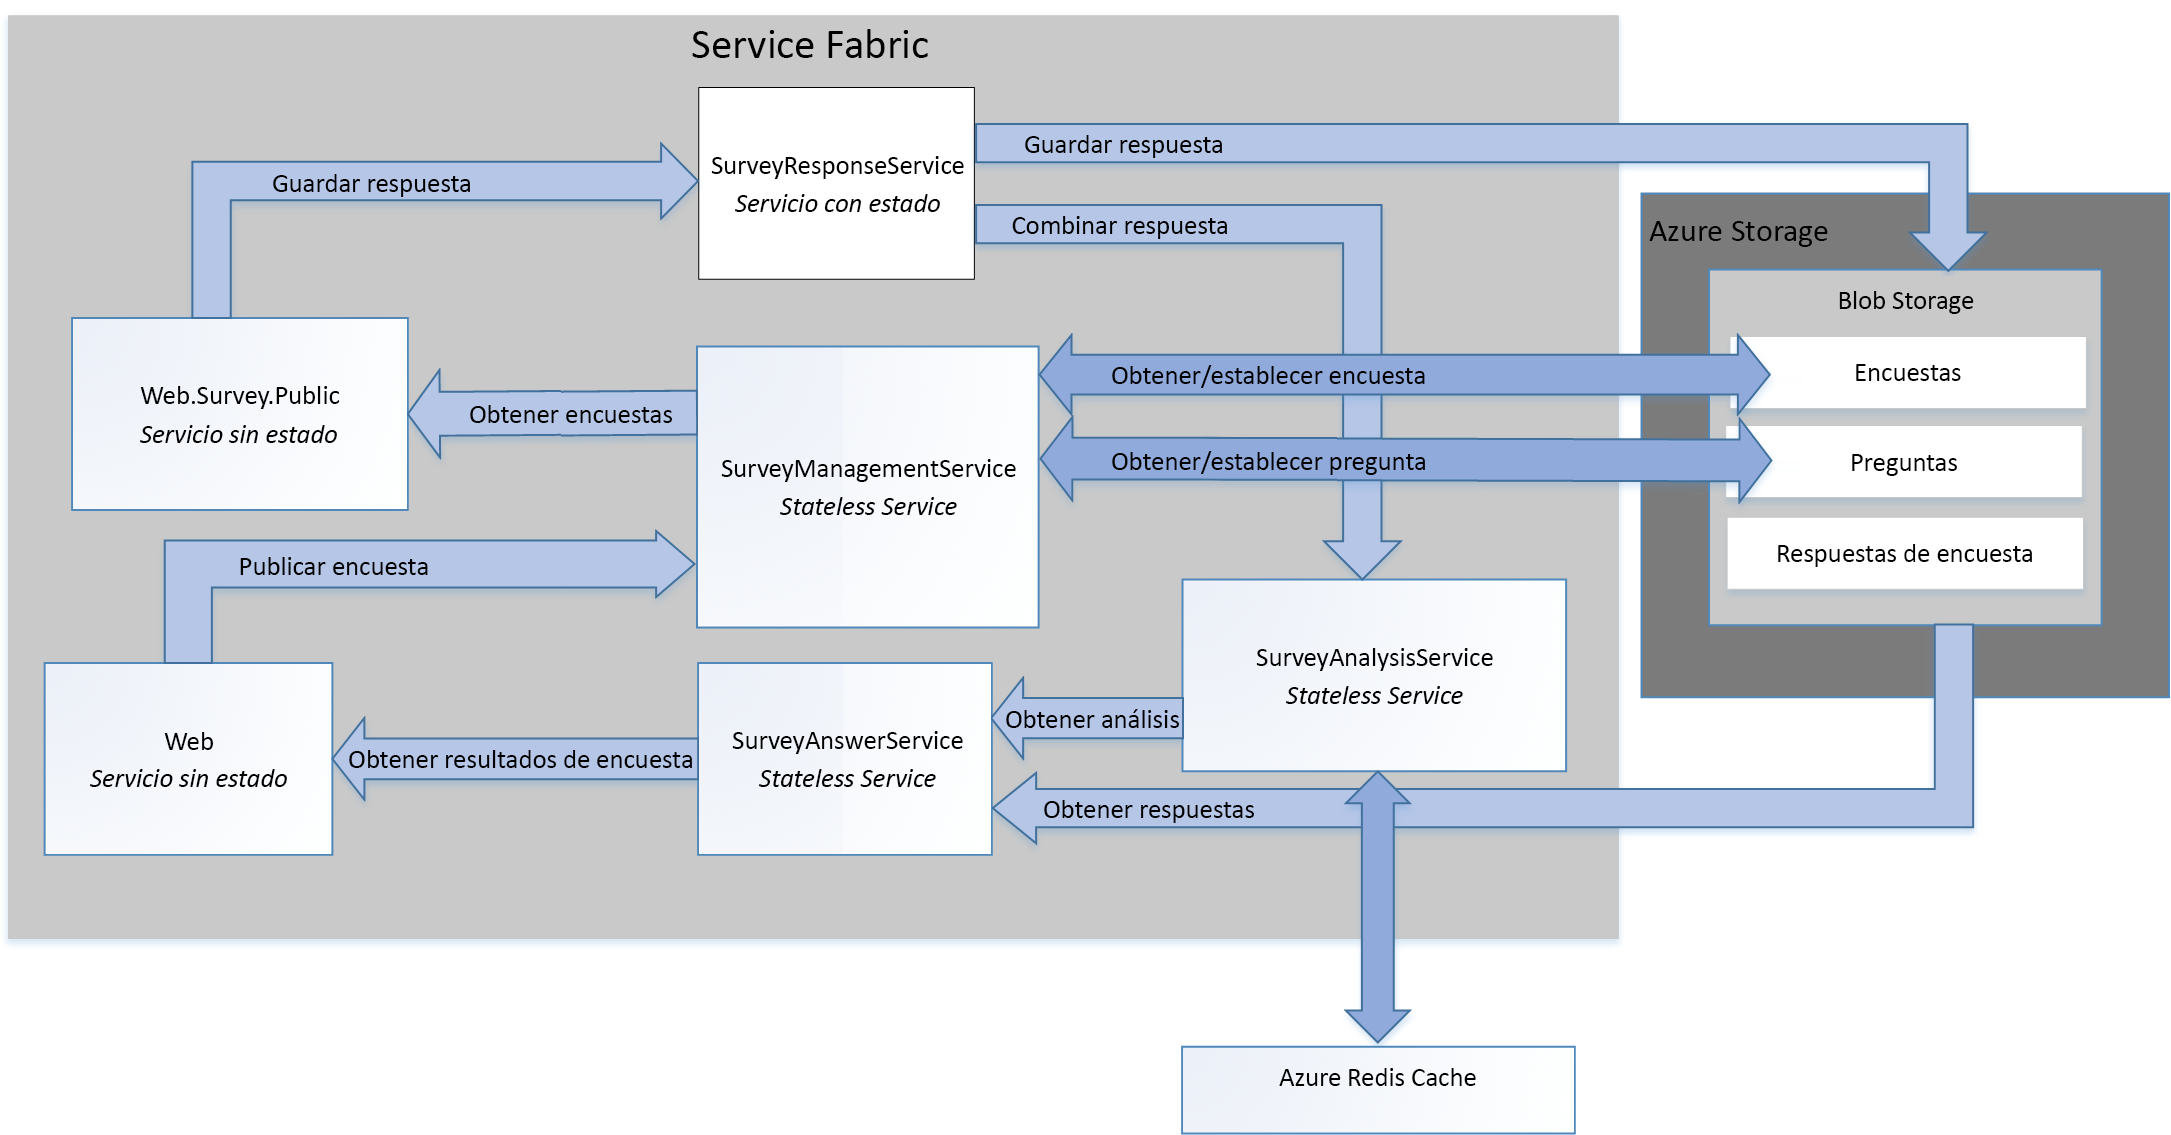 Service Fabric
SurveyResponseService
Servicio con estado
Guardar respuesta
Guardar respuesta
Combinar respuesta
Azure Storage
Blob Storage
Encuestas
Preguntas
Respuestas de encuesta
Web.Survey.Public
Servicio sin estado
Obtener encuestas
SurveyManagementService
Stateless Service
Obtener/establecer encuesta
Obtener/establecer pregunta
Publicar encuesta
SurveyAnalysisService
Stateless Service
Web
Servicio sin estado
Obtener resultados de encuesta
SurveyAnswerService
Stateless Service
Obtener análisis
Obtener respuestas
Azure Redis Cache